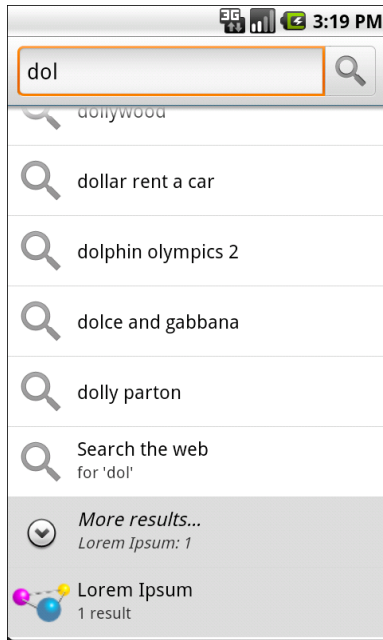 3G 3:19 PM
dol
dollywood
dollar rent a car
dolphin olympics 2
dolce and gabbana
dolly parton
Search the web
for 'dol'
More results...
Lorem Ipsum: 1
Lorem Ipsum
1 result